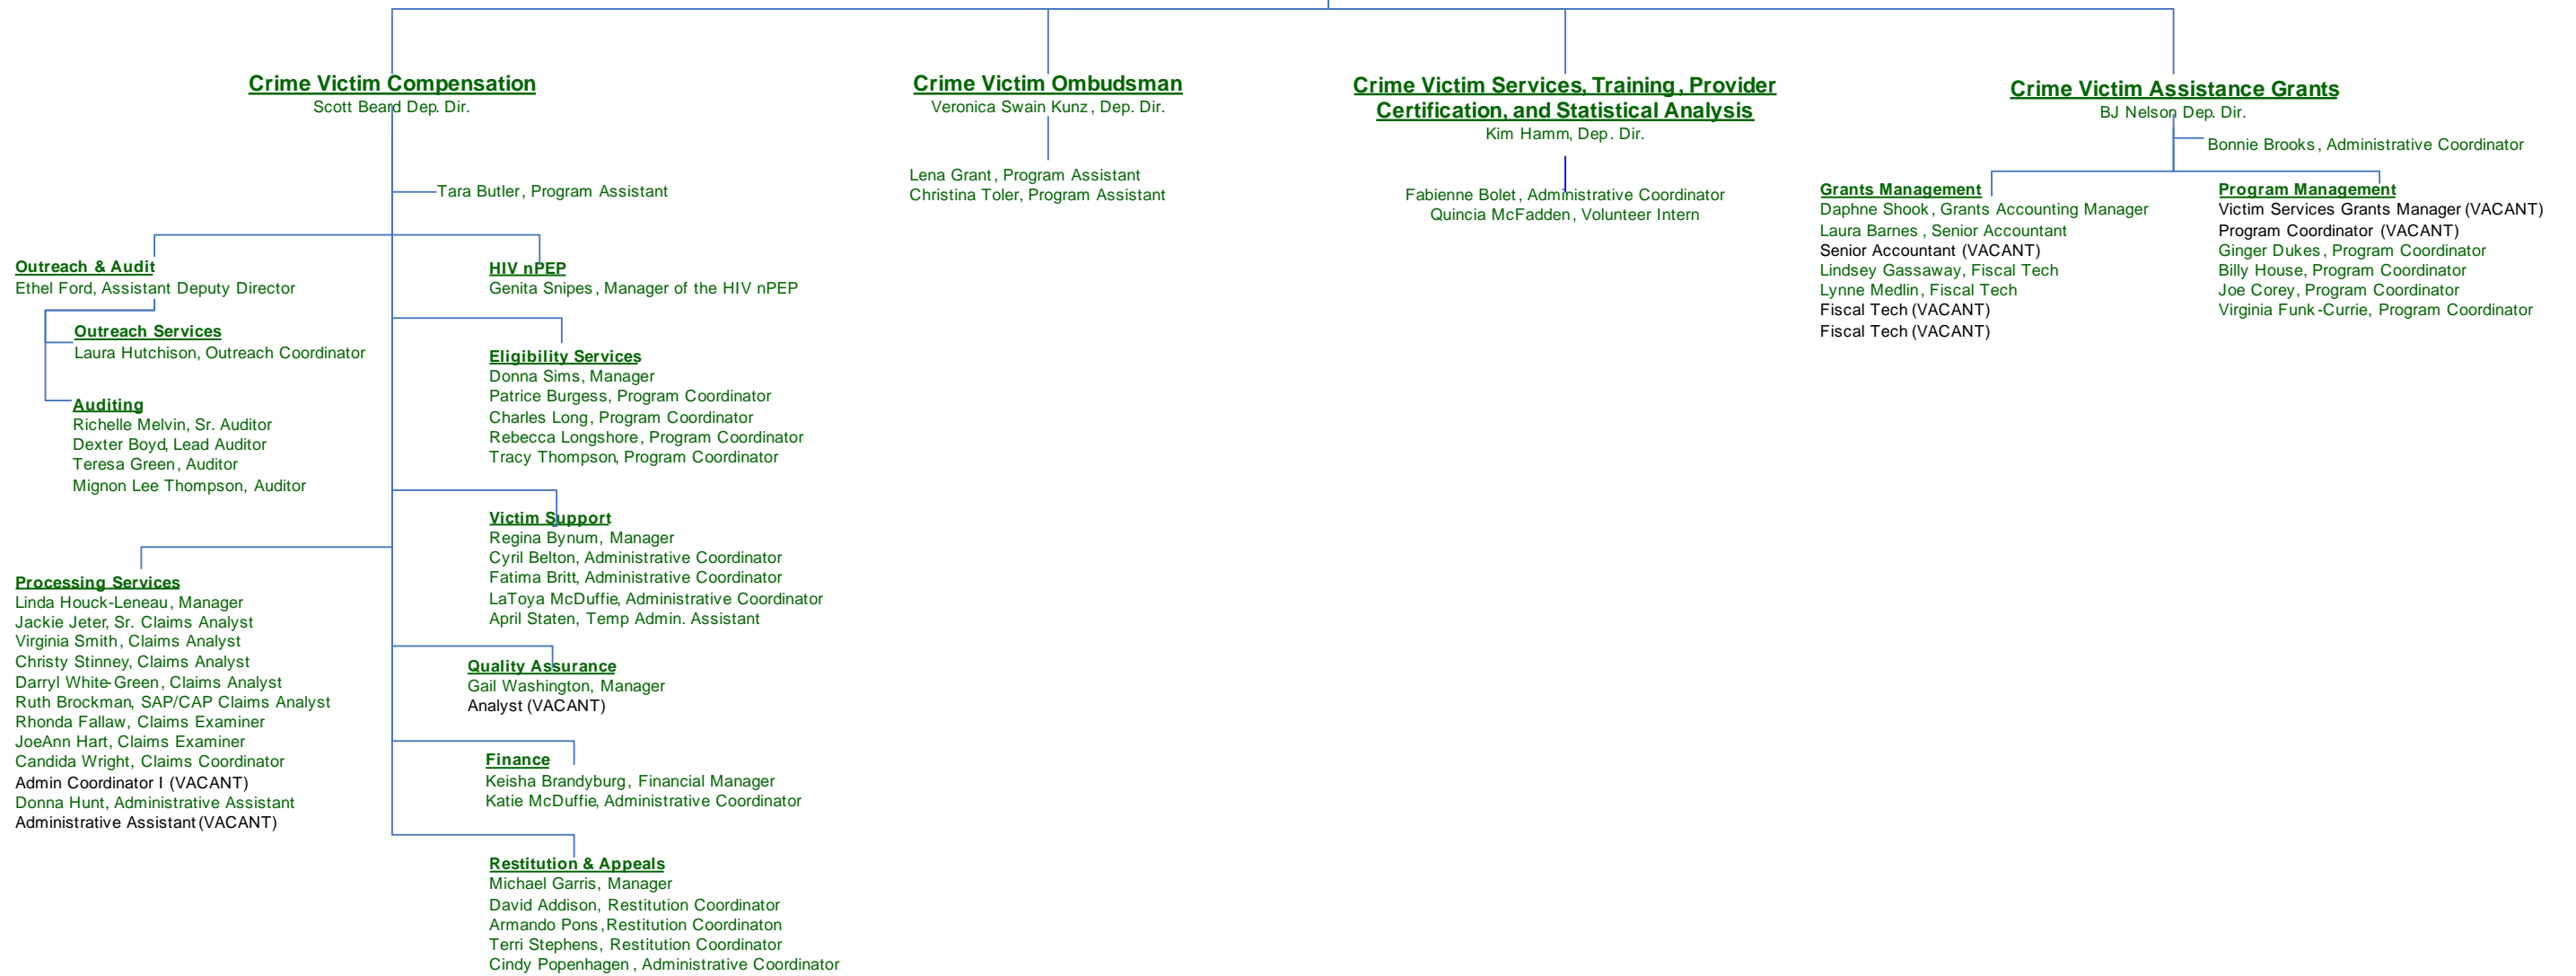 Crime Victim Compensation
Scott Beard Dep. Dir.
Tara Butler, Program Assistant
Outreach & Audit
Ethel Ford, Assistant Deputy Director
Outreach Services
Laura Hutchison, Outreach Coordinator
Auditing
Richelle Melvin, Sr. Auditor
Dexter Boyd, Lead Auditor
Teresa Green, Auditor
Mignon Lee Thompson, Auditor
Processing Services
Linda Houck-Leneau, Manager
Jackie Jeter, Sr. Claims Analyst
Virginia Smith, Claims Analyst
Christy Stinney, Claims Analyst
Darryl White-Green, Claims Analyst
Ruth Brockman, SAP/CAP Claims Analyst
Rhonda Fallaw, Claims Examiner
JoeAnn Hart, Claims Examiner
Candida Wright, Claims Coordinator
Admin Coordinator I (VACANT)
Donna Hunt, Administrative Assistant
Administrative Assistant (VACANT)
HIV nPEP
Genita Snipes, Manager of the HIV nPEP
Eligibility Services
Donna Sims, Manager
Patrice Burgess, Program Coordinator
Charles Long, Program Coordinator
Rebecca Longshore, Program Coordinator
Tracy Thompson, Program Coordinator
Victim Support
Regina Bynum, Manager
Cyril Belton, Administrative Coordinator
Fatima Britt, Administrative Coordinator
LaToya McDuffie, Administrative Coordinator
April Staten, Temp Admin. Assistant
Quality Assurance
Gail Washington, Manager
Analyst (VACANT)
Finance
Keisha Brandyburg, Financial Manager
Katie McDuffie, Administrative Coordinator
Restitution & Appeals
Michael Garris, Manager
David Addison, Restitution Coordinator
Armando Pons, Restitution Coordinaton
Terri Stephens, Restitution Coordinator
Cindy Popenhagen, Administrative Coordinator
Crime Victim Ombudsman
Veronica Swain Kunz, Dep. Dir.
Lena Grant, Program Assistant
Christina Toler, Program Assistant
Crime Victim Services, Training, Provider
Certification, and Statistical Analysis
Kim Hamm, Dep. Dir.
Fabienne Bolet, Administrative Coordinator
Quincia McFadden, Volunteer Intern
Crime Victim Assistance Grants
BJ Nelson Dep. Dir.
Bonnie Brooks, Administrative Coordinator
Grants Management
Daphne Shook, Grants Accounting Manager
Laura Barnes, Senior Accountant
Senior Accountant (VACANT)
Lindsey Gassaway, Fiscal Tech
Lynne Medlin, Fiscal Tech
Fiscal Tech (VACANT)
Fiscal Tech (VACANT)
Program Management
Victim Services Grants Manager (VACANT)
Program Coordinator (VACANT)
Ginger Dukes, Program Coordinator
Billy House, Program Coordinator
Joe Corey, Program Coordinator
Virginia Funk-Currie, Program Coordinator